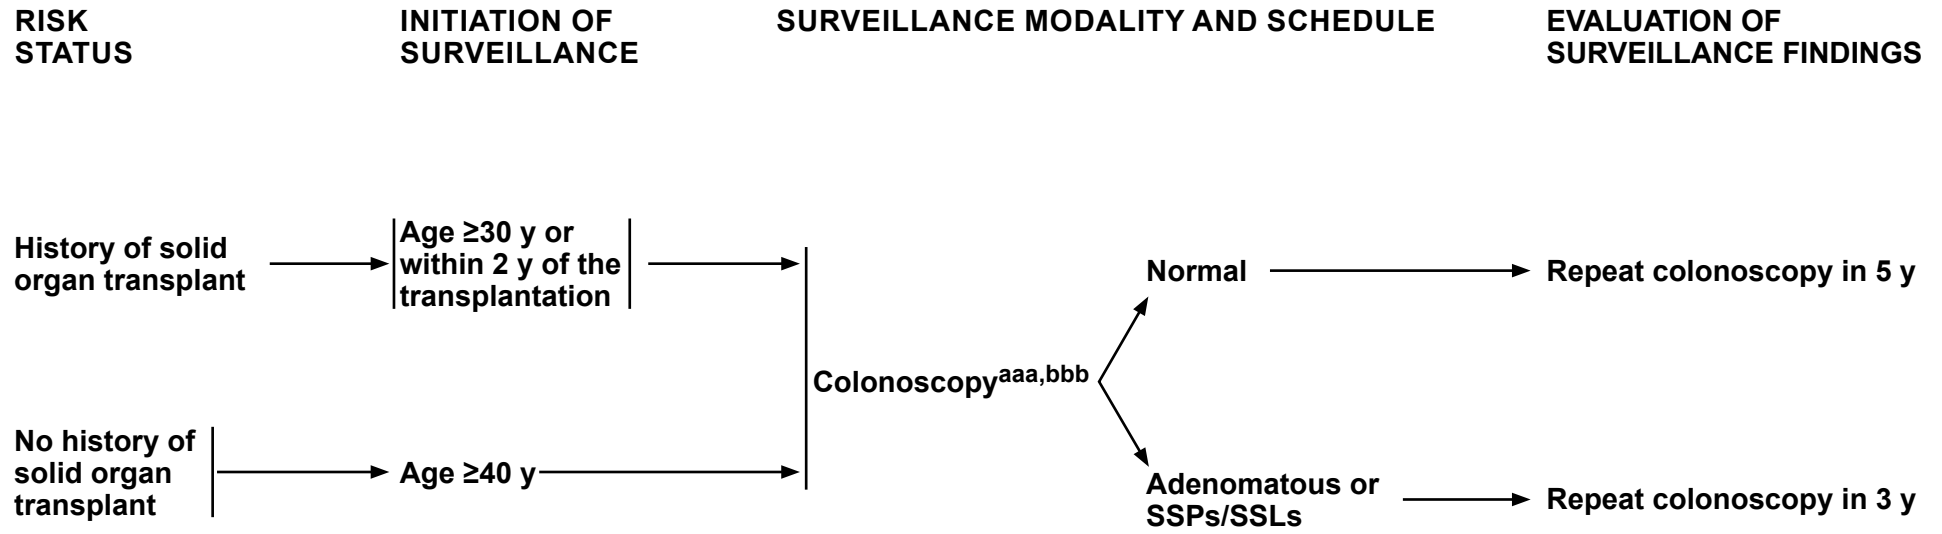 RISK
STATUS
INITIATION OF
SURVEILLANCE
SURVEILLANCE MODALITY AND SCHEDULE
EVALUATION OF
SURVEILLANCE FINDINGS
History of solid
organ transplant
Age ≥30 y or
within 2 y of the
transplantation
No history of
solid organ
transplant
Age ≥40 y
Colonoscopyaaa,bbb
Normal
Repeat colonoscopy in 5 y
Adenomatous or
SSPs/SSLs
Repeat colonoscopy in 3 y